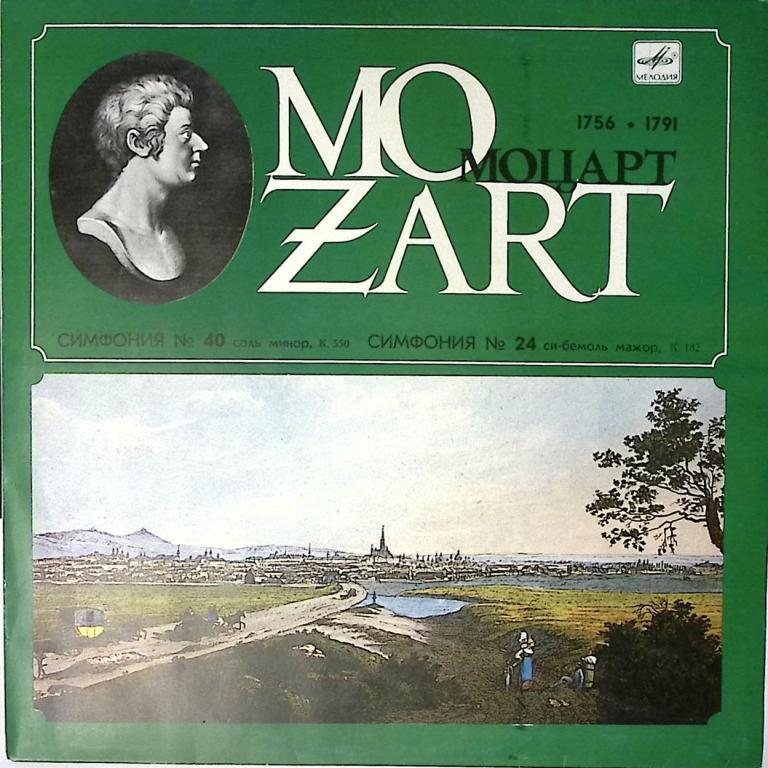 МЕЛОДИЯ
MO
1756 • 1791
МОЦАРТ
ZART
СИМФОНИЯ № 40 соль минор, К. 550 СИМФОНИЯ № 24 си-бемоль мажор, К. 182